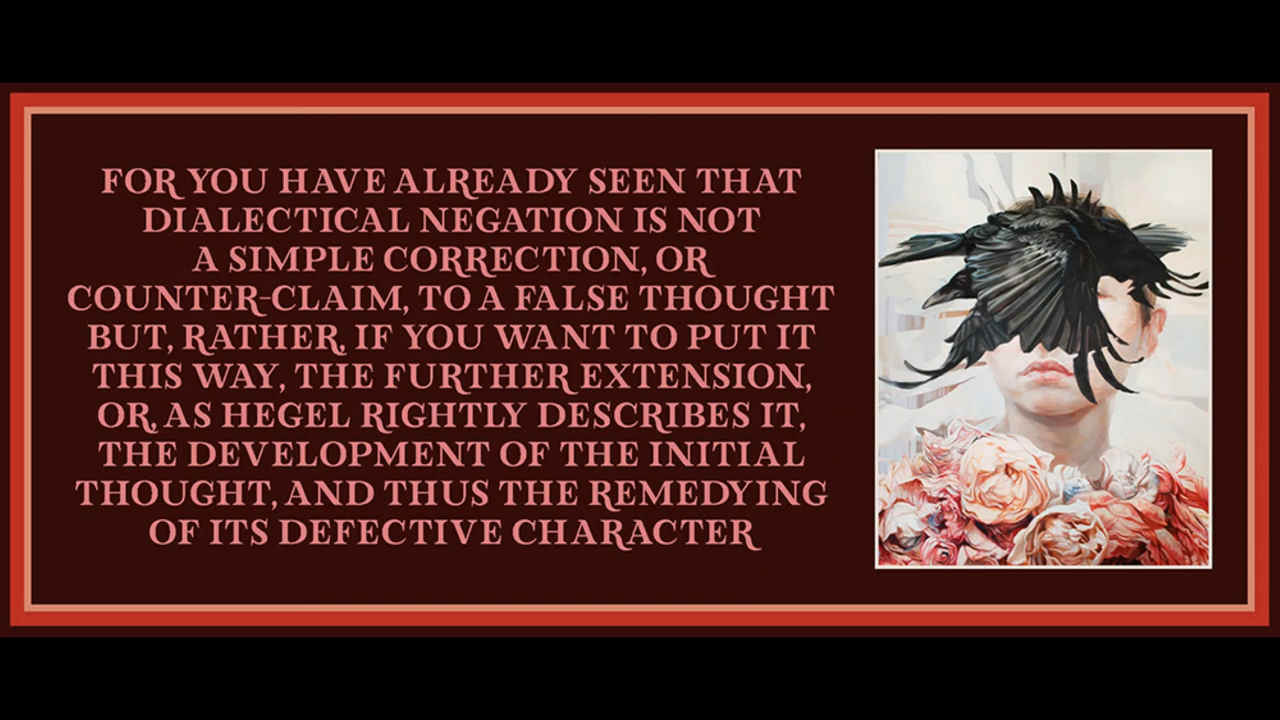 FOR YOU HAVE ALREADY SEEN THAT
DIALECTICAL NEGATION IS NOT
A SIMPLE CORRECTION, OR
COUNTER-CLAIM, TO A FALSE THOUGHT
BUT, RATHER, IF YOU WANT TO PUT IT
THIS WAY, THE FURTHER EXTENSION,
OR, AS HEGEL RIGHTLY DESCRIBES IT,
THE DEVELOPMENT OF THE INITIAL
THOUGHT, AND THUS THE REMEDYING
OF ITS DEFECTIVE CHARACTER